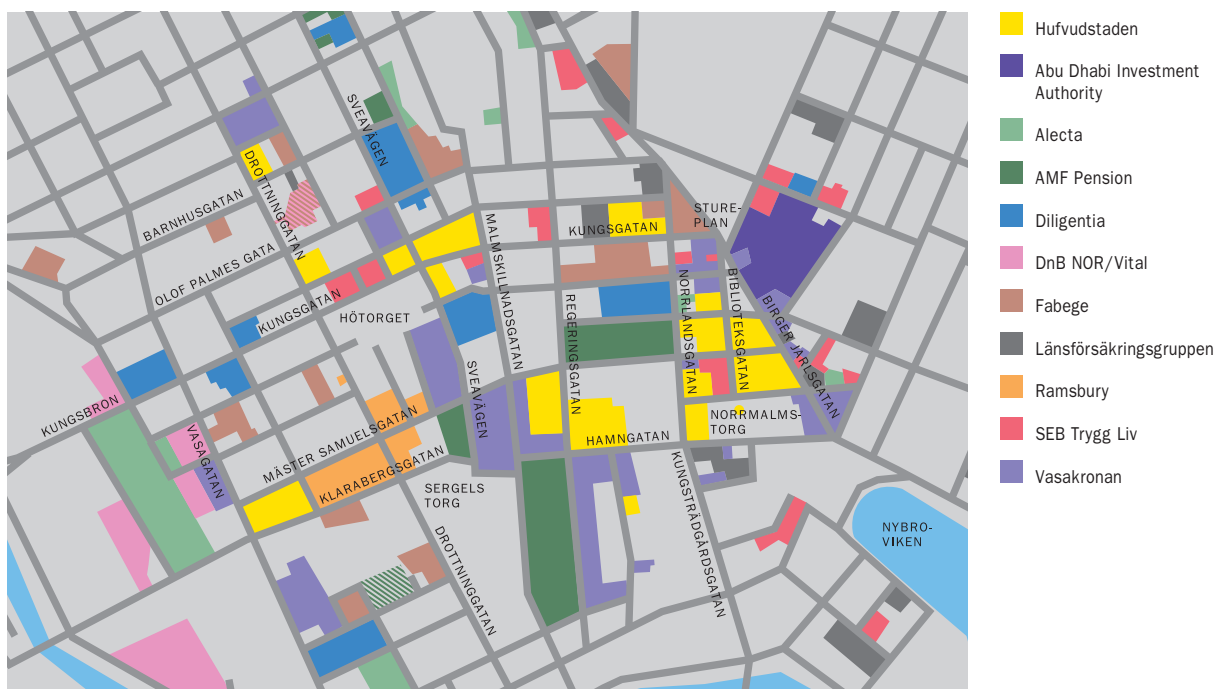 Hufvudstaden
Abu Dhabi Investment
Authority
Alecta
AMF Pension
Diligentia
DnB NOR/Vital
Fabege
Länsförsäkringsgruppen
Ramsbury
SEB Trygg Liv
Vasakronan
SVEAVÄGEN
DROTTNINGGATAN
BARNHUSGATAN
OLOF PALMES GATA
KUNGSGATAN
HÖTORGET
MALMSKILLNADSGATAN
KUNGSGATAN
STURE-
PLAN
REGERINGSGATAN
NORRLANDSGATAN
BIBLIOTEKSGATAN
BIRGER JARLSGATAN
KUNGSBRON
VASAGATAN
MÄSTER SAMUELSGATAN
KLARABERGSGATAN
SVEAVÄGEN
SERGELS
TORG
HAMNGATAN
NORRMALMS-
TORG
KUNGSTRÄDGÅRDSGATAN
DROTTNINGGATAN
NYBRO-
VIKEN